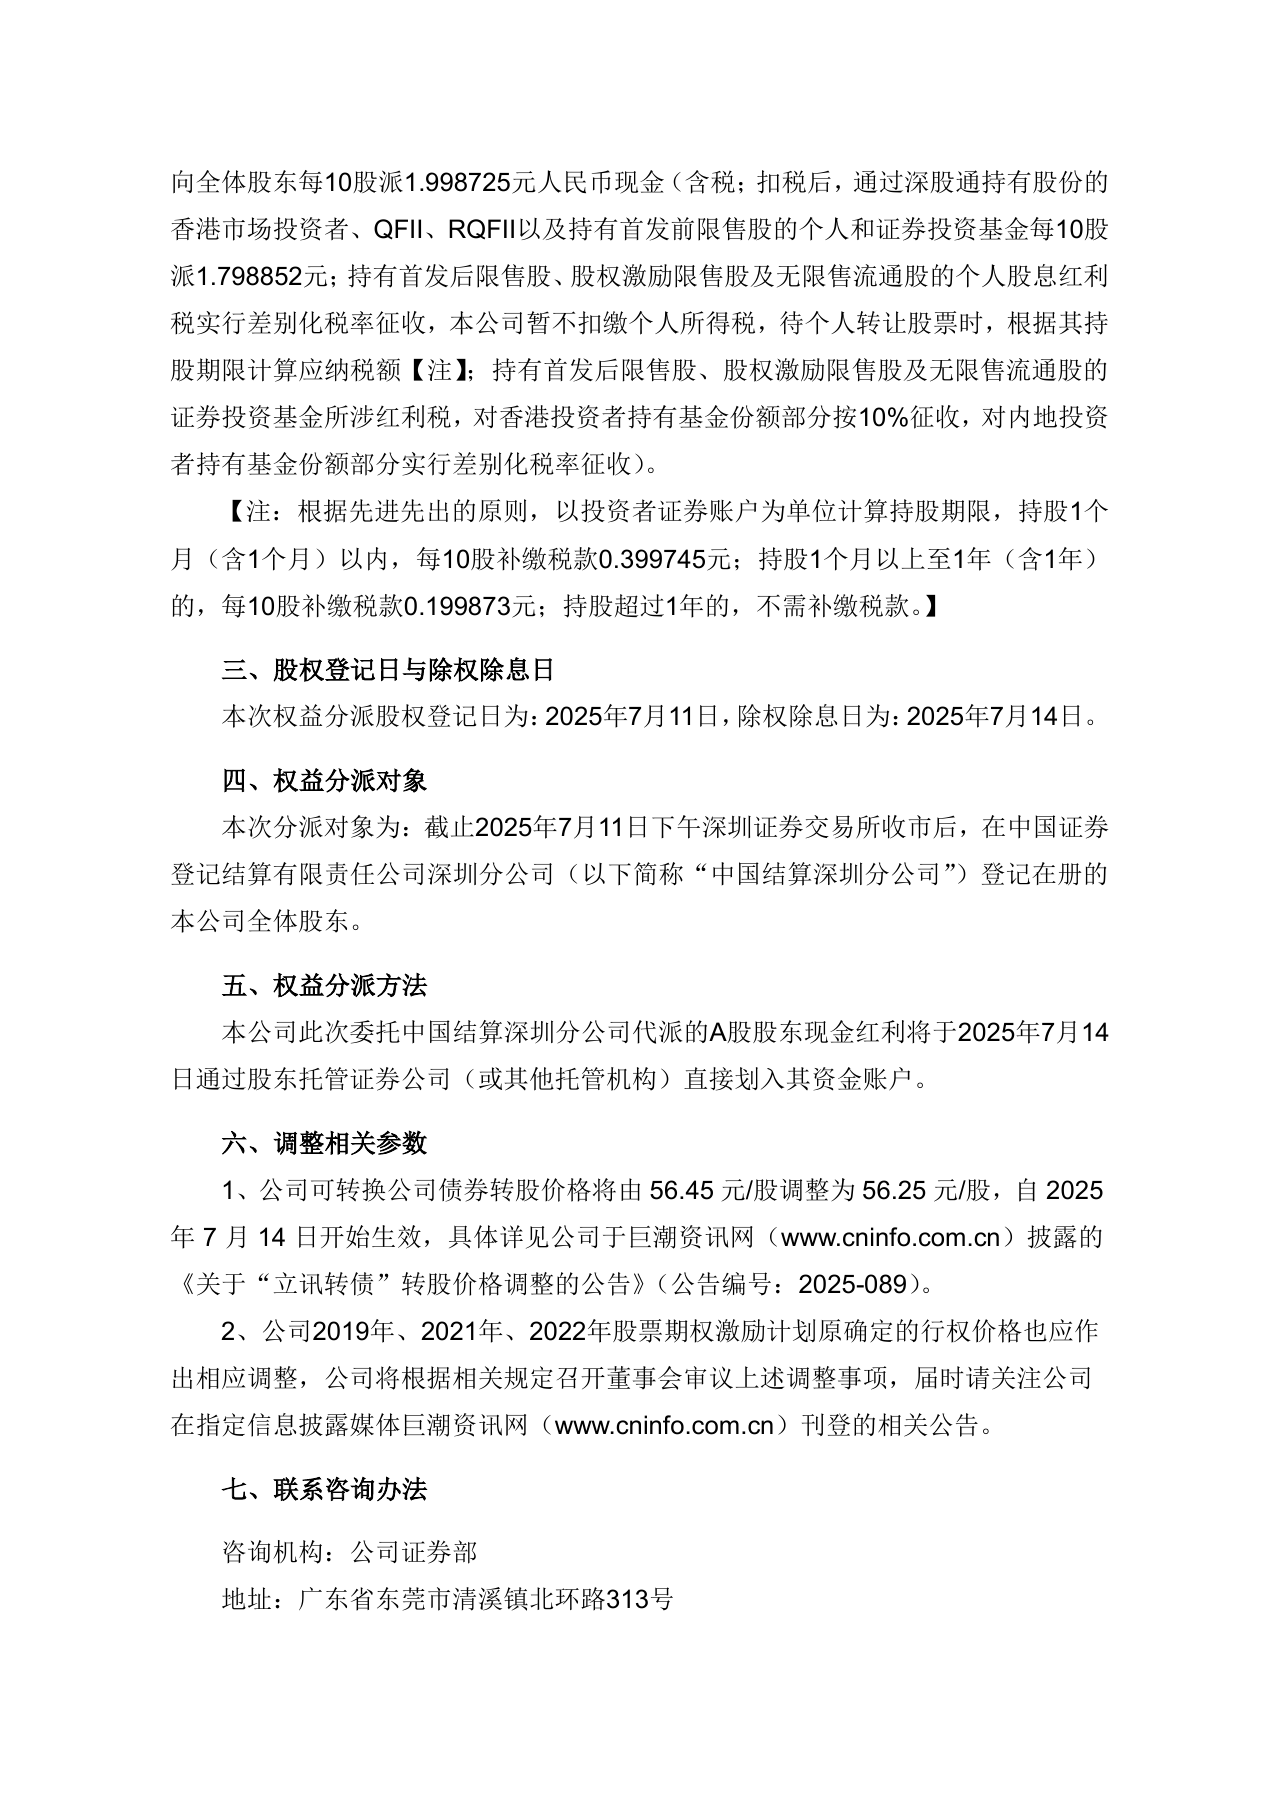 向全体股东每10股派1.998725元人民币现金（含税；扣税后，通过深股通持有股份的
香港市场投资者、QFII、RQFII以及持有首发前限售股的个人和证券投资基金每10股
派1.798852元；持有首发后限售股、股权激励限售股及无限售流通股的个人股息红利
税实行差别化税率征收，本公司暂不扣缴个人所得税，待个人转让股票时，根据其持
股期限计算应纳税额【注】；持有首发后限售股、股权激励限售股及无限售流通股的
证券投资基金所涉红利税，对香港投资者持有基金份额部分按10%征收，对内地投资
者持有基金份额部分实行差别化税率征收）。
【注：根据先进先出的原则，以投资者证券账户为单位计算持股期限，持股1个
月（含1个月）以内，每10股补缴税款0.399745元；持股1个月以上至1年（含1年）
的，每10股补缴税款0.199873元；持股超过1年的，不需补缴税款。】
三、股权登记日与除权除息日
本次权益分派股权登记日为：2025年7月11日，除权除息日为：2025年7月14日。
四、权益分派对象
本次分派对象为：截止2025年7月11日下午深圳证券交易所收市后，在中国证券
登记结算有限责任公司深圳分公司（以下简称“中国结算深圳分公司”）登记在册的
本公司全体股东。
五、权益分派方法
本公司此次委托中国结算深圳分公司代派的A股股东现金红利将于2025年7月14
日通过股东托管证券公司（或其他托管机构）直接划入其资金账户。
六、调整相关参数
1、公司可转换公司债券转股价格将由 56.45 元/股调整为 56.25 元/股，自 2025
年 7 月 14 日开始生效，具体详见公司于巨潮资讯网（www.cninfo.com.cn）披露的
《关于“立讯转债”转股价格调整的公告》（公告编号：2025-089）。
2、公司2019年、2021年、2022年股票期权激励计划原确定的行权价格也应作
出相应调整，公司将根据相关规定召开董事会审议上述调整事项，届时请关注公司
在指定信息披露媒体巨潮资讯网（www.cninfo.com.cn）刊登的相关公告。
七、联系咨询办法
咨询机构：公司证券部
地址：广东省东莞市清溪镇北环路313号